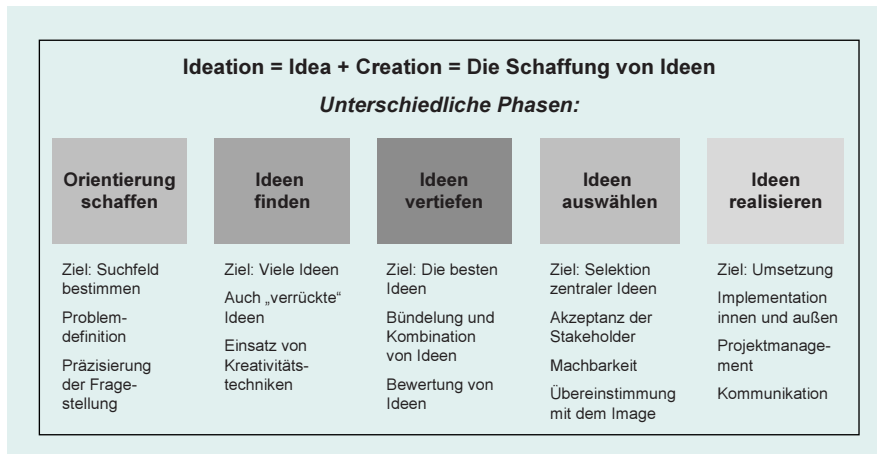 Ideation = Idea + Creation = Die Schaffung von Ideen
Unterschiedliche Phasen:
Orientierung
schaffen
Ziel: Suchfeld
bestimmen
Problem-
definition
Präzisierung
der Frage-
stellung
Ideen
finden
Ziel: Viele Ideen
Auch „verrückte“
Ideen
Einsatz von
Kreativitäts-
techniken
Ideen
vertiefen
Ziel: Die besten
Ideen
Bündelung und
Kombination
von Ideen
Bewertung von
Ideen
Ideen
auswählen
Ziel: Selektion
zentraler Ideen
Akzeptanz der
Stakeholder
Machbarkeit
Übereinstimmung
mit dem Image
Ideen
realisieren
Ziel: Umsetzung
Implementation
innen und außen
Projektmanage-
ment
Kommunikation